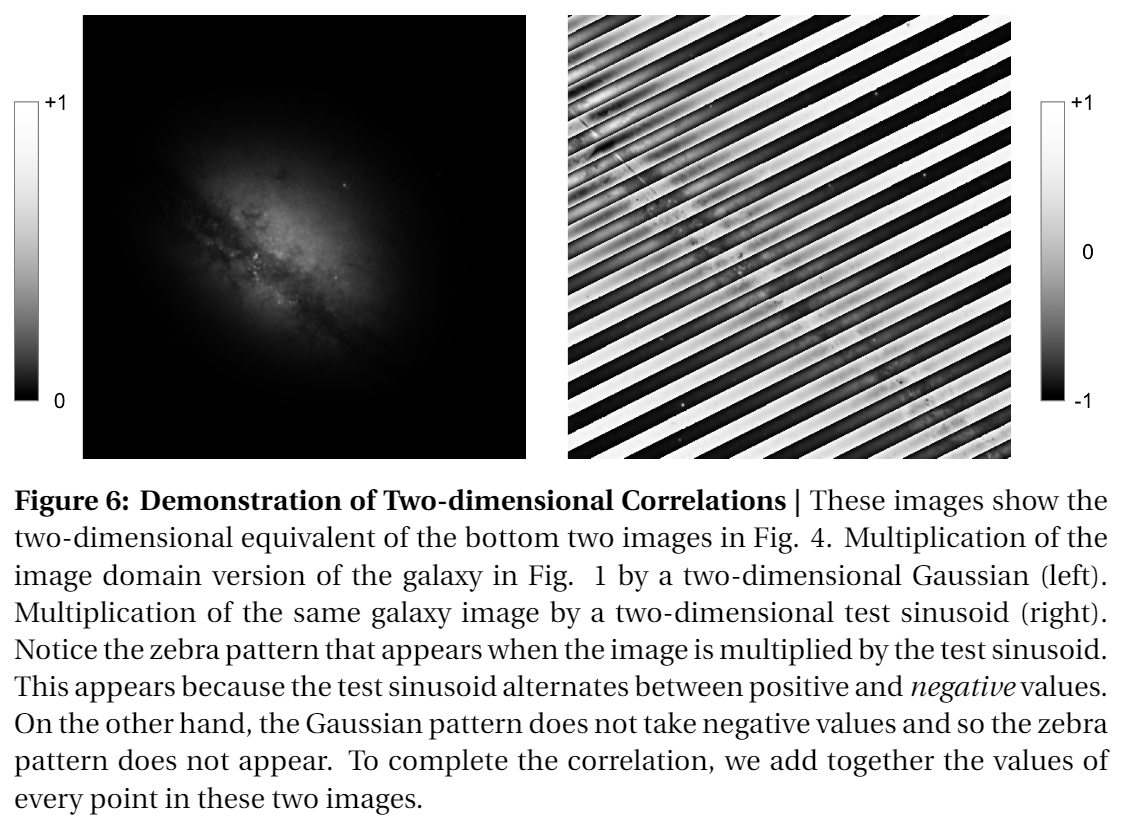 +1
0
+1
0
-1
Figure 6: Demonstration of Two-dimensional Correlations | These images show the
two-dimensional equivalent of the bottom two images in Fig. 4. Multiplication of the
image domain version of the galaxy in Fig. 1 by a two-dimensional Gaussian (left).
Multiplication of the same galaxy image by a two-dimensional test sinusoid (right).
Notice the zebra pattern that appears when the image is multiplied by the test sinusoid.
This appears because the test sinusoid alternates between positive and negative values.
On the other hand, the Gaussian pattern does not take negative values and so the zebra
pattern does not appear. To complete the correlation, we add together the values of
every point in these two images.